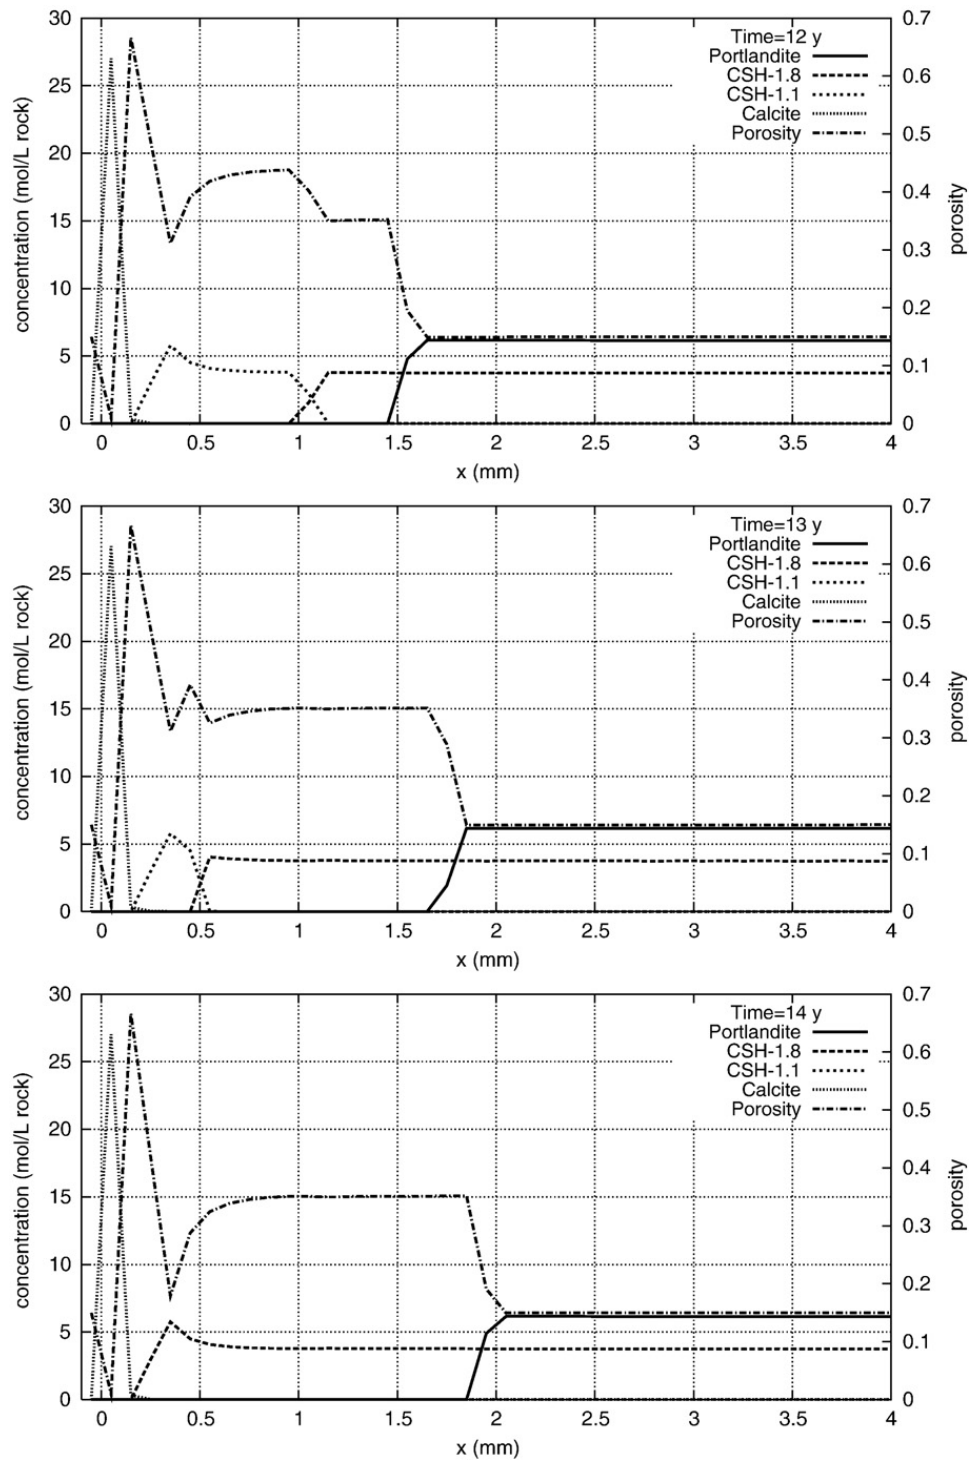 30
25
20
15
10
5
0
concentration (mol/L rock)
Time=12 y
Portlandite
CSH-1.8
CSH-1.1
Calcite
Porosity
0.7
0.6
0.5
0.4
0.3
0.2
0.1
0
porosity
0 0.5 1 1.5 2 2.5 3 3.5 4
x (mm)
30
25
20
15
10
5
0
concentration (mol/L rock)
Time=13 y
Portlandite
CSH-1.8
CSH-1.1
Calcite
Porosity
0.7
0.6
0.5
0.4
0.3
0.2
0.1
0
porosity
0 0.5 1 1.5 2 2.5 3 3.5 4
x (mm)
30
25
20
15
10
5
0
concentration (mol/L rock)
Time=14 y
Portlandite
CSH-1.8
CSH-1.1
Calcite
Porosity
0.7
0.6
0.5
0.4
0.3
0.2
0.1
0
porosity
0 0.5 1 1.5 2 2.5 3 3.5 4
x (mm)